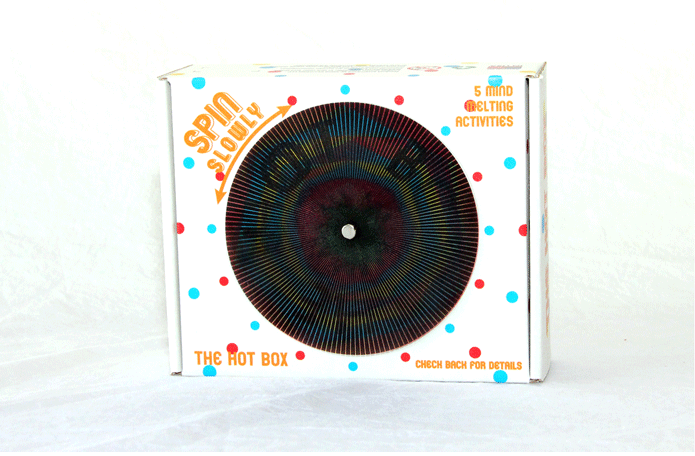 SPIN
SLOWLY
5 MIND
MELTING
ACTIVITIES
THE HOT BOX
CHECK BACK FOR DETAILS